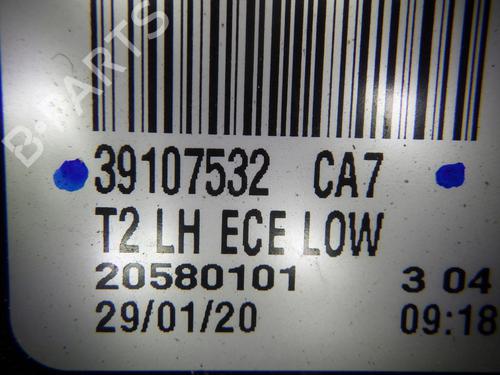 B-PARTS
39107532 CA7
T2 LH ECE LOW
20580101 3 04
29/01/20 09:18